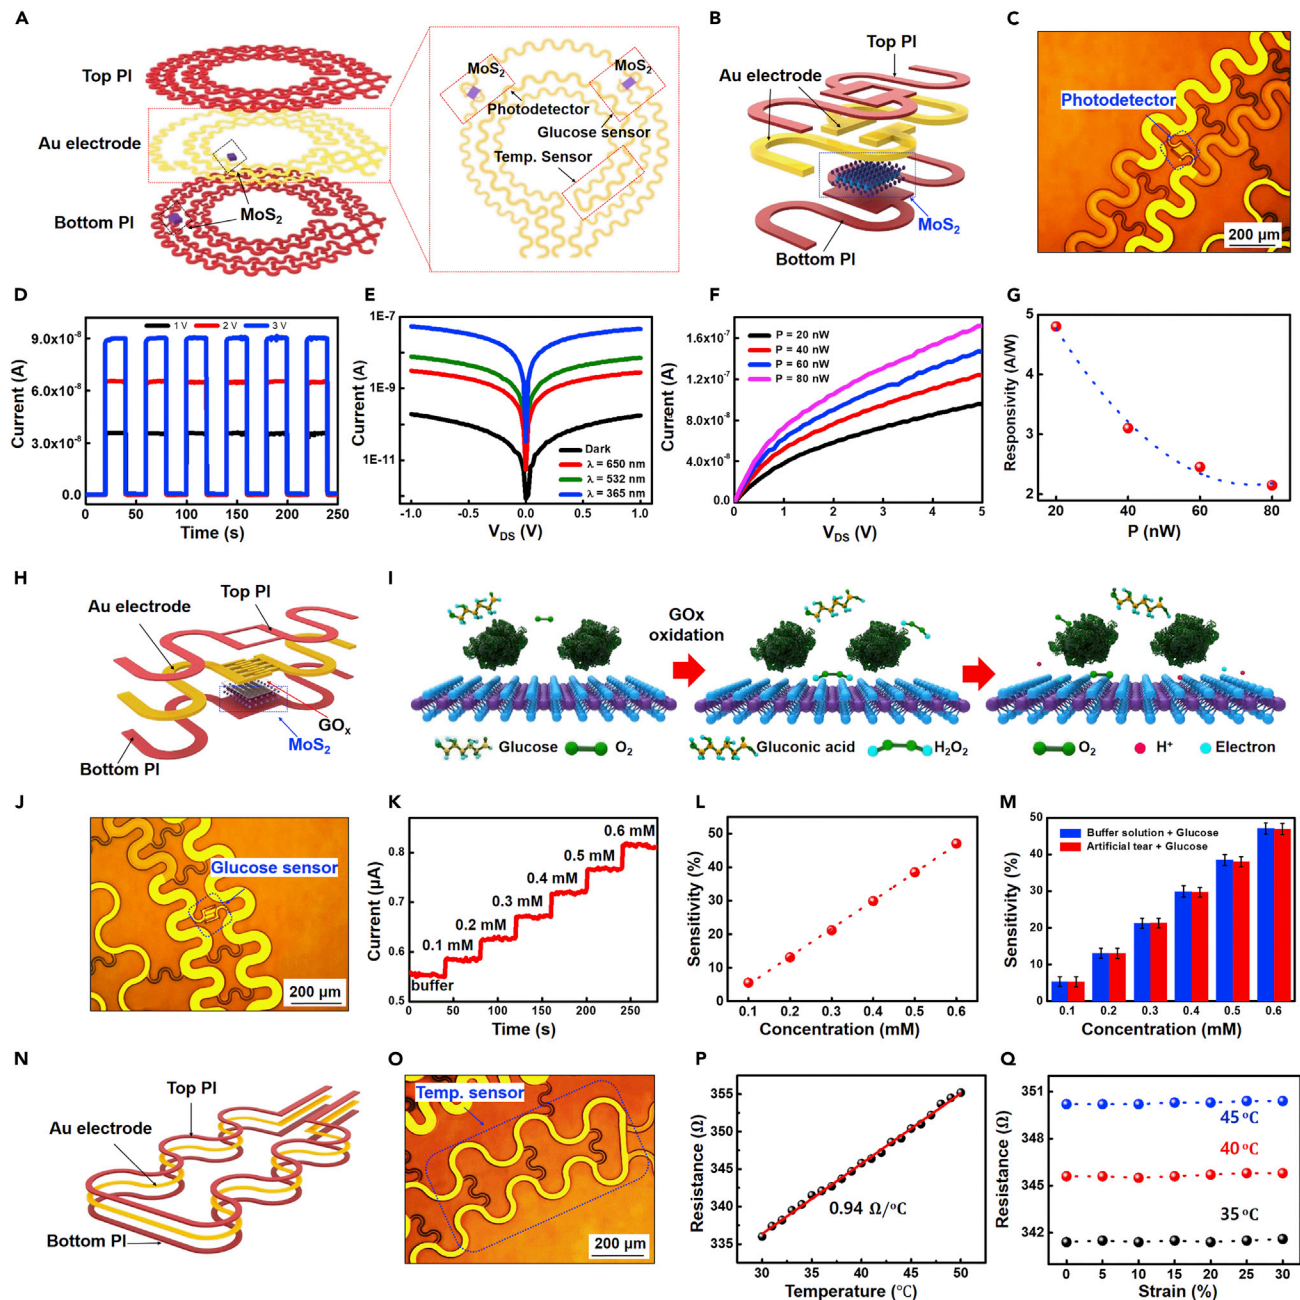 A
Top PI
Au electrode
Bottom PI
MoS2
MoS2
MoS2
Photodetector
Glucose sensor
Temp. Sensor
B
Top PI
Au electrode
MoS2
Bottom PI
C
Photodetector
200 μm
D
1 V 2 V 3 V
9.0x10-8
6.0x10-8
3.0x10-8
0.0
Current (A)
0 50 100 150 200 250
Time (s)
E
1E-7
1E-9
1E-11
Current (A)
Dark
λ = 650 nm
λ = 532 nm
λ = 365 nm
-1.0 -0.5 0.0 0.5 1.0
VDS (V)
F
P = 20 nW
P = 40 nW
P = 60 nW
P = 80 nW
1.6x10-7
1.2x10-7
8.0x10-8
4.0x10-8
0.0
Current (A)
0 1 2 3 4 5
VDS (V)
G
5
4
3
2
Responsivity (A/W)
20 40 60 80
P (nW)
H
Top PI
Au electrode
GOx
MoS2
Bottom PI
I
GOx
oxidation
Glucose O2
Gluconic acid H2O2
O2 H+ Electron
J
Glucose sensor
200 μm
K
0.8
0.7
0.6
0.5
Current (μA)
buffer
0.1 mM
0.2 mM
0.3 mM
0.4 mM
0.5 mM
0.6 mM
0 50 100 150 200 250
Time (s)
L
50
40
30
20
10
0
Sensitivity (%)
0.1 0.2 0.3 0.4 0.5 0.6
Concentration (mM)
M
Buffer solution + Glucose
Artificial tear + Glucose
50
40
30
20
10
0
Sensitivity (%)
0.1 0.2 0.3 0.4 0.5 0.6
Concentration (mM)
N
Top PI
Au electrode
Bottom PI
O
Temp. sensor
200 μm
P
355
350
345
340
335
Resistance (Ω)
0.94 Ω/°C
30 35 40 45 50
Temperature (°C)
Q
351
348
345
342
Resistance (Ω)
45 °C
40 °C
35 °C
0 5 10 15 20 25 30
Strain (%)